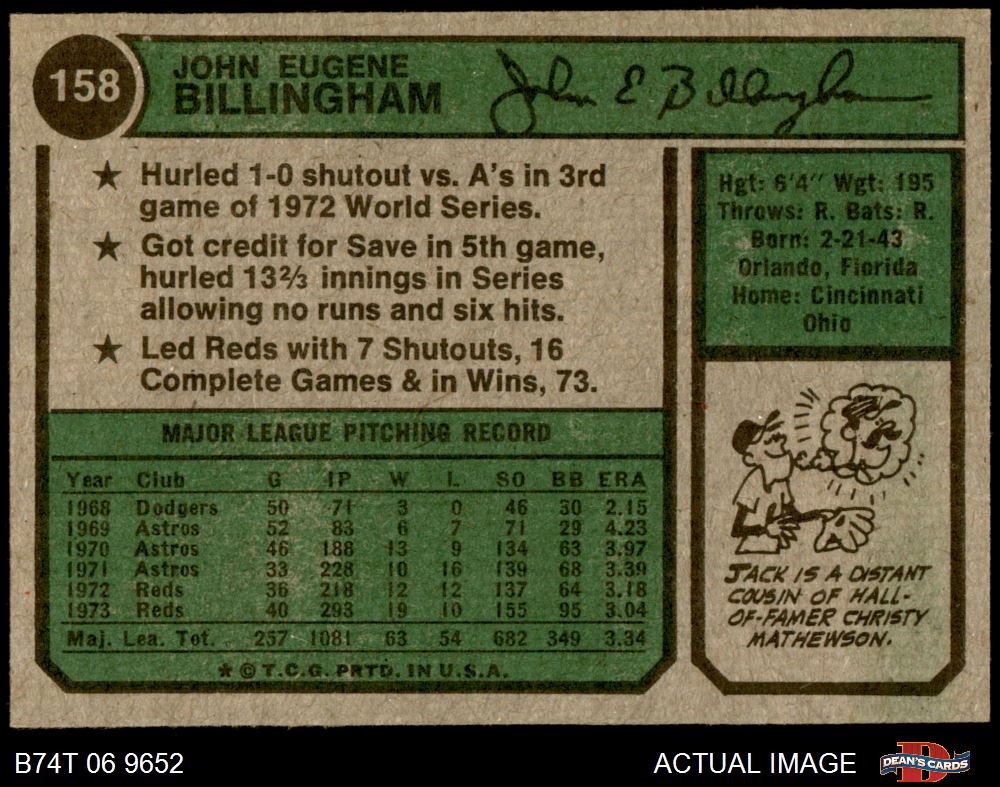 158
JOHN EUGENE
BILLINGHAM
John E Billingham
★ Hurled 1-0 shutout vs. A's in 3rd
game of 1972 World Series.
★ Got credit for Save in 5th game,
hurled 13⅔ innings in Series
allowing no runs and six hits.
★ Led Reds with 7 Shutouts, 16
Complete Games & in Wins, 73.
Hgt: 6'4" Wgt: 195
Throws: R. Bats: R.
Born: 2-21-43
Orlando, Florida
Home: Cincinnati
Ohio
MAJOR LEAGUE PITCHING RECORD
Year Club G IP W L SO BB ERA
1968 Dodgers 50 71 3 0 46 30 2.15
1969 Astros 52 83 6 7 71 29 4.23
1970 Astros 46 188 13 9 134 63 3.97
1971 Astros 33 228 10 16 139 68 3.39
1972 Reds 36 218 12 12 137 64 3.18
1973 Reds 40 293 19 10 155 95 3.04
Maj. Lea. Tot. 257 1081 63 54 682 349 3.34
★ © T.C.G. PRTD. IN U.S.A.
JACK IS A DISTANT
COUSIN OF HALL-
OF-FAMER CHRISTY
MATHEWSON.
B74T 06 9652
ACTUAL IMAGE
DEAN'S CARDS